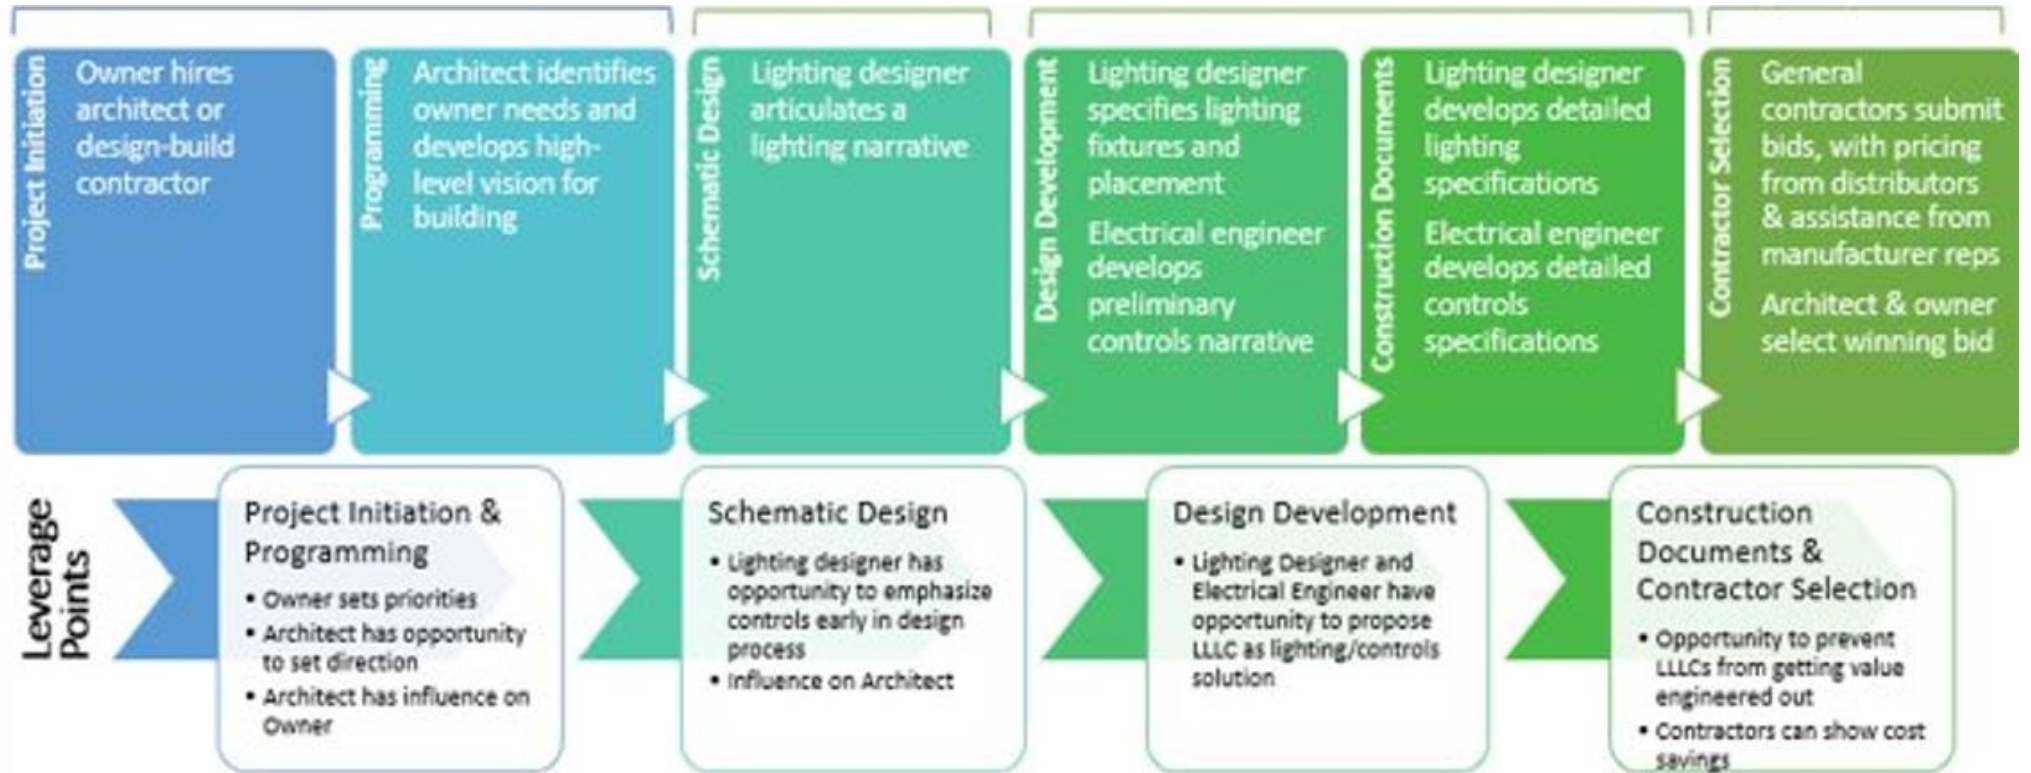 Project Initiation
Owner hires
architect or
design-build
contractor
Programming
Architect identifies
owner needs and
develops high-
level vision for
building
Schematic Design
Lighting designer
articulates a
lighting narrative
Design Development
Lighting designer
specifies lighting
fixtures and
placement
Electrical engineer
develops
preliminary
controls narrative
Construction Documents
Lighting designer
develops detailed
lighting
specifications
Electrical engineer
develops detailed
controls
specifications
Contractor Selection
General
contractors submit
bids, with pricing
from distributors
& assistance from
manufacturer reps
Architect & owner
select winning bid
Leverage
Points
Project Initiation &
Programming
• Owner sets priorities
• Architect has opportunity
to set direction
• Architect has influence on
Owner
Schematic Design
• Lighting designer has
opportunity to emphasize
controls early in design
process
• Influence on Architect
Design Development
• Lighting Designer and
Electrical Engineer have
opportunity to propose
LLLC as lighting/controls
solution
Construction
Documents &
Contractor Selection
• Opportunity to prevent
LLLCs from getting value
engineered out
• Contractors can show cost
savings